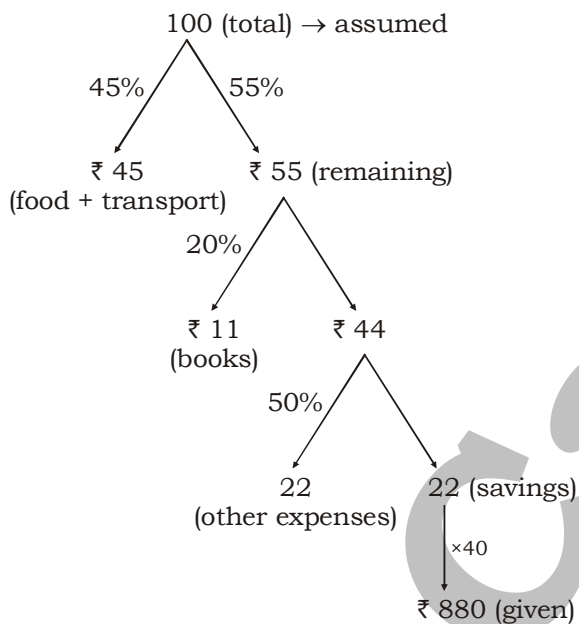 100 (total) → assumed
45% 55%
₹ 45 ₹ 55 (remaining)
(food + transport)
20%
₹ 11 ₹ 44
(books)
50%
22 22 (savings)
(other expenses)
×40
₹ 880 (given)